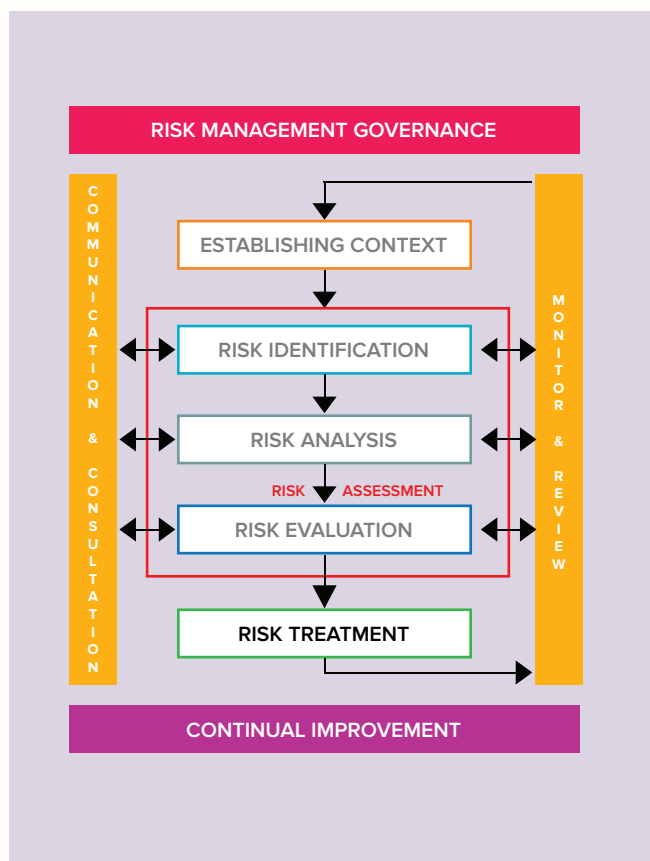 RISK MANAGEMENT GOVERNANCE
COMMUNICATION & CONSULTATION
ESTABLISHING CONTEXT
RISK IDENTIFICATION
RISK ANALYSIS
RISK ASSESSMENT
RISK EVALUATION
RISK TREATMENT
MONITOR & REVIEW
CONTINUAL IMPROVEMENT